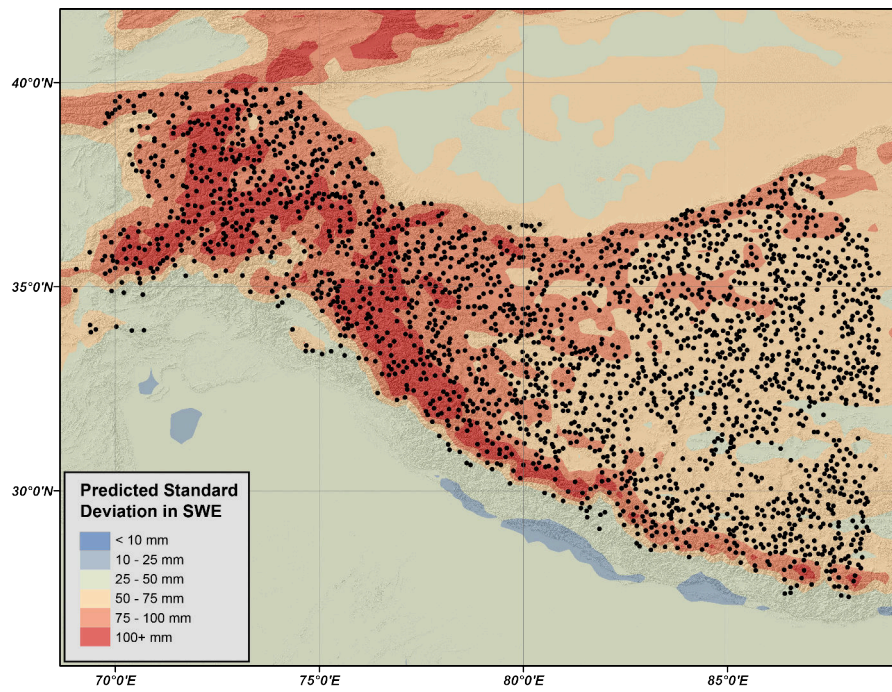 40°0'N
35°0'N
30°0'N
Predicted Standard
Deviation in SWE
< 10 mm
10 - 25 mm
25 - 50 mm
50 - 75 mm
75 - 100 mm
100+ mm
70°0'E
75°0'E
80°0'E
85°0'E